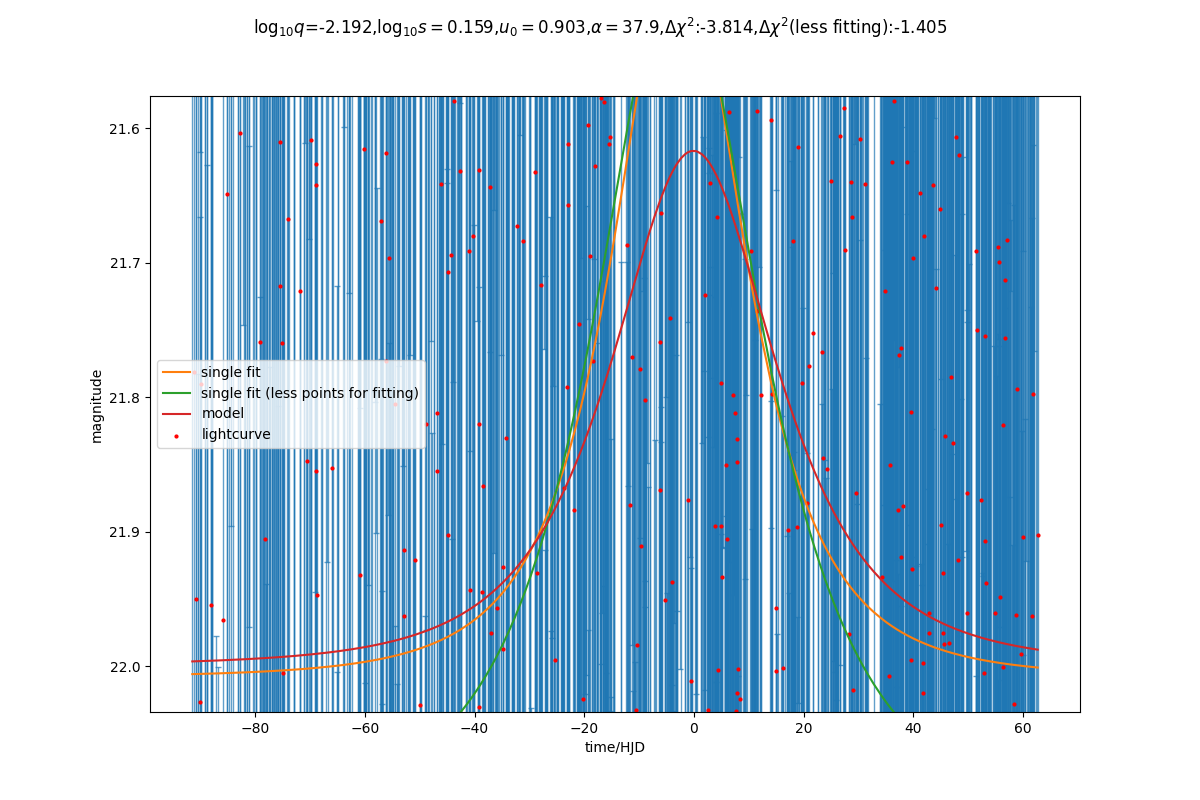 log₁₀q=-2.192,log₁₀s = 0.159,u₀ = 0.903,α = 37.9,Δχ²:-3.814,Δχ²(less fitting):-1.405
21.6
21.7
21.8
21.9
22.0
magnitude
single fit
single fit (less points for fitting)
model
lightcurve
−80
−60
−40
−20
0
20
40
60
time/HJD